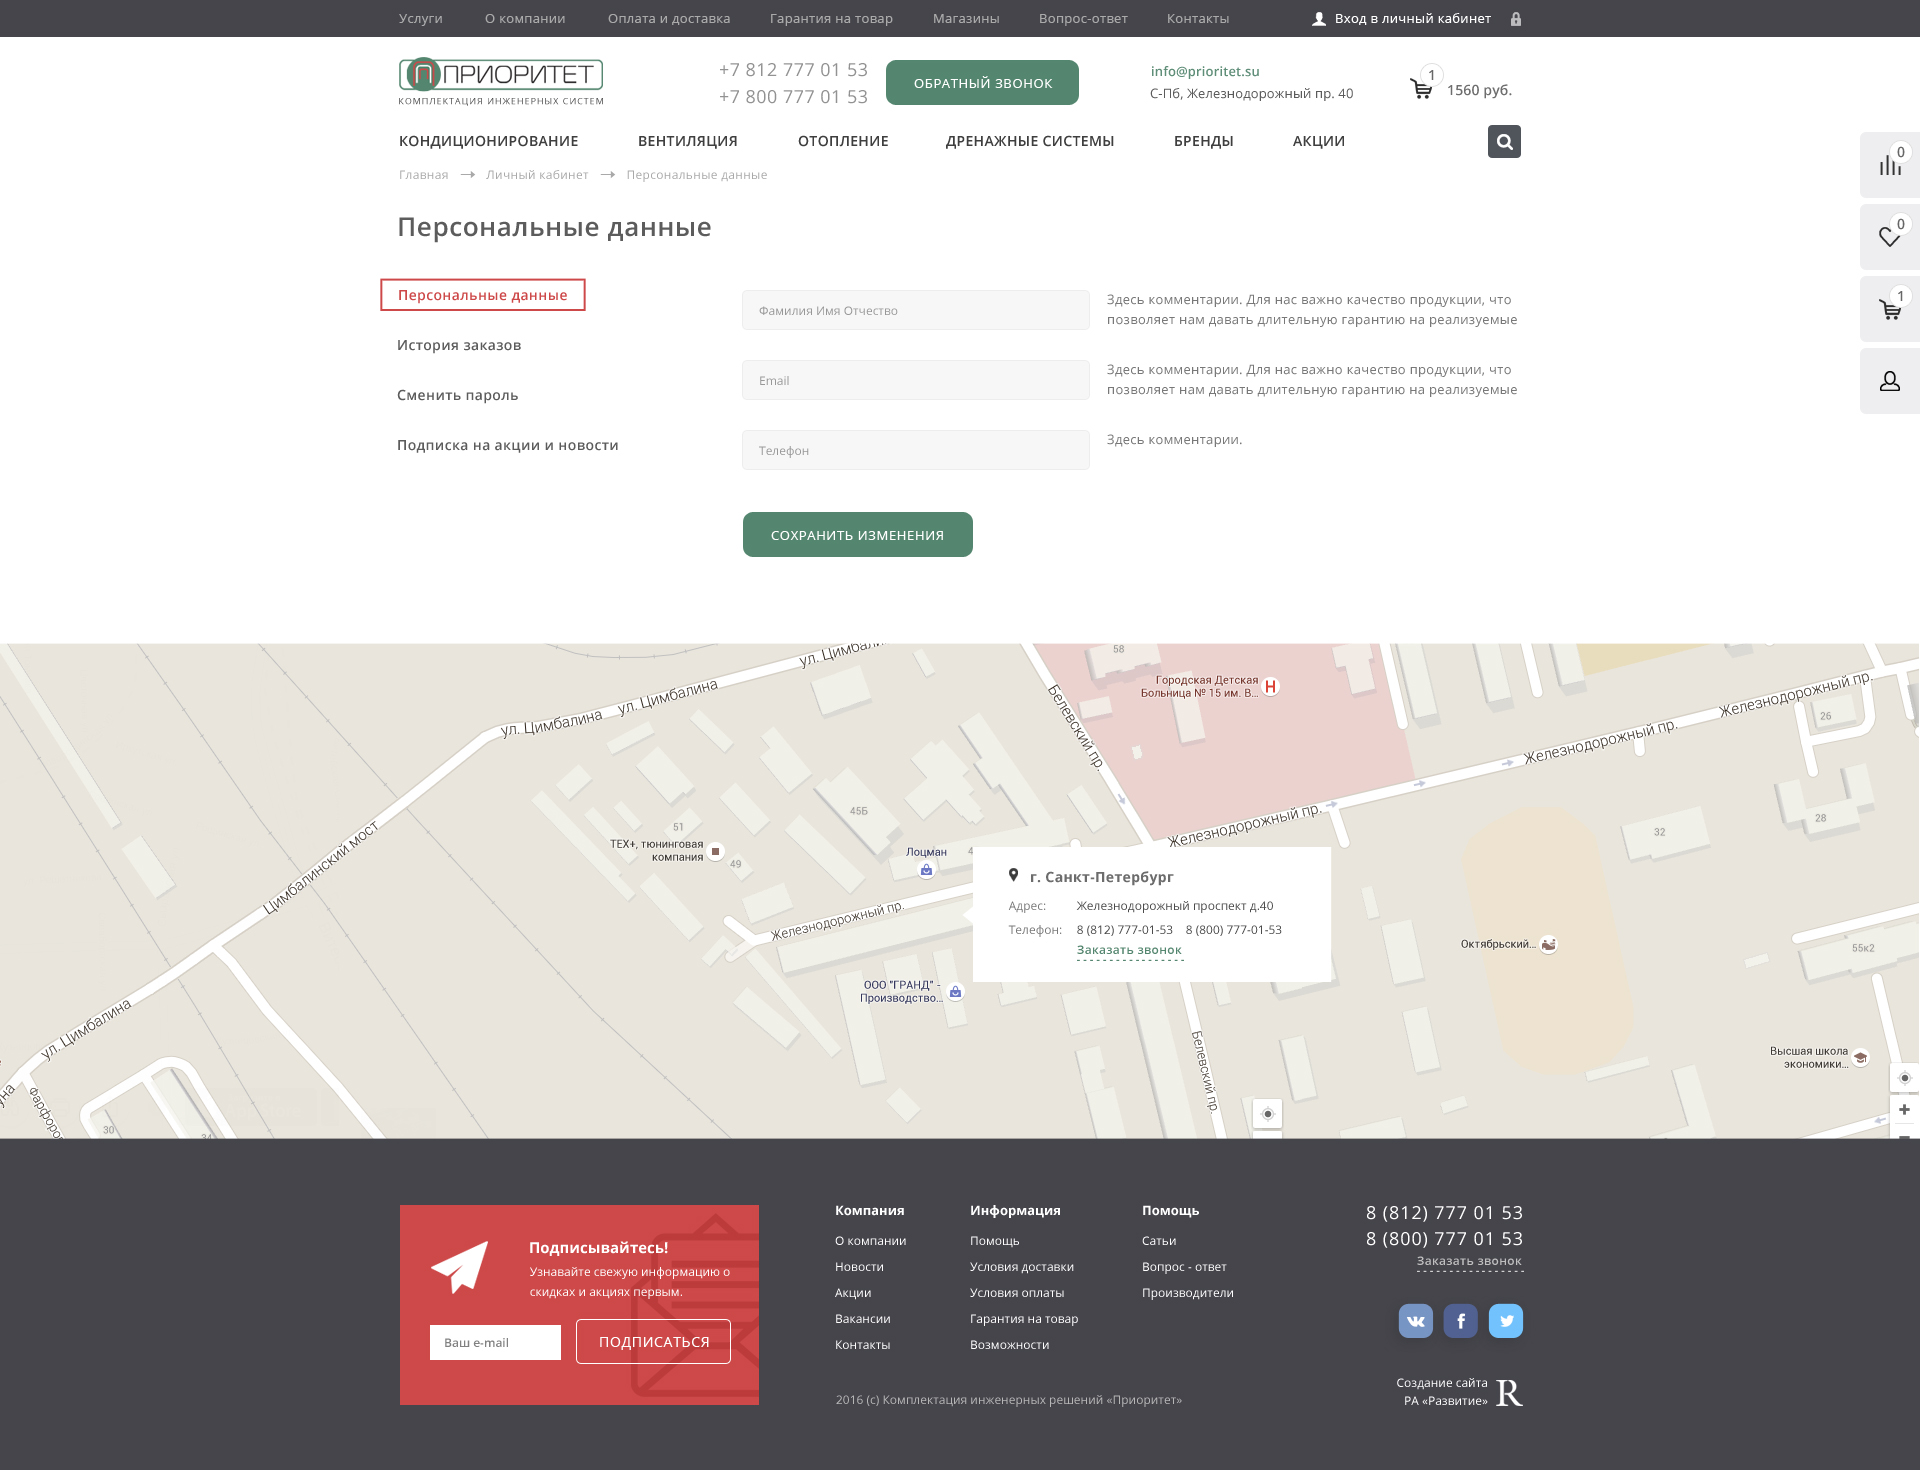 Услуги О компании Оплата и доставка Гарантия на товар Магазины Вопрос-ответ Контакты Вход в личный кабинет
ПРИОРИТЕТ
КОМПЛЕКТАЦИЯ ИНЖЕНЕРНЫХ СИСТЕМ
+7 812 777 01 53
+7 800 777 01 53
ОБРАТНЫЙ ЗВОНОК
info@prioritet.su
С-Пб, Железнодорожный пр. 40
1
1560 руб.
КОНДИЦИОНИРОВАНИЕ ВЕНТИЛЯЦИЯ ОТОПЛЕНИЕ ДРЕНАЖНЫЕ СИСТЕМЫ БРЕНДЫ АКЦИИ
Главная Личный кабинет Персональные данные
0
0
1
Персональные данные
Персональные данные
История заказов
Сменить пароль
Подписка на акции и новости
Фамилия Имя Отчество
Здесь комментарии. Для нас важно качество продукции, что
позволяет нам давать длительную гарантию на реализуемые
Email
Здесь комментарии. Для нас важно качество продукции, что
позволяет нам давать длительную гарантию на реализуемые
Телефон
Здесь комментарии.
СОХРАНИТЬ ИЗМЕНЕНИЯ
ул. Цимбалина
ул. Цимбалина
ул. Цимбали
58
Городская Детская
Больница № 15 им. В...
Белевский пр.
Железнодорожный пр.
Железнодорожный пр.
Железнодорожный пр.
26
28
32
45Б
51
49
ТЕХ+, тюнинговая
компания
Лоцман
4
Цимбалинский мост
Железнодорожный пр.
г. Санкт-Петербург
Адрес: Железнодорожный проспект д.40
Телефон: 8 (812) 777-01-53 8 (800) 777-01-53
Заказать звонок
Октябрьский...
55к2
ООО "ГРАНД" -
Производство...
ул. Цимбалина
Белевский пр.
Высшая школа
экономики...
Фарфоро
30
34
Подписывайтесь!
Узнавайте свежую информацию о
скидках и акциях первым.
Ваш e-mail
ПОДПИСАТЬСЯ
Компания
О компании
Новости
Акции
Вакансии
Контакты
Информация
Помощь
Условия доставки
Условия оплаты
Гарантия на товар
Возможности
Помощь
Сатьи
Вопрос - ответ
Производители
8 (812) 777 01 53
8 (800) 777 01 53
Заказать звонок
2016 (с) Комплектация инженерных решений «Приоритет»
Создание сайта
РА «Развитие»
R